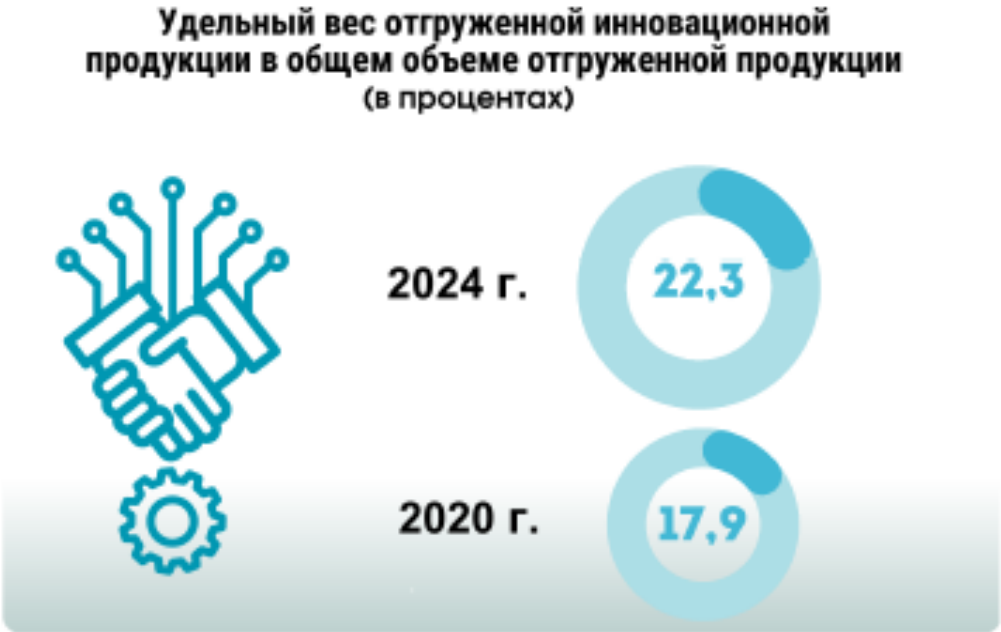 Удельный вес отгруженной инновационной
продукции в общем объеме отгруженной продукции
(в процентах)
2024 г.
22,3
2020 г.
17,9